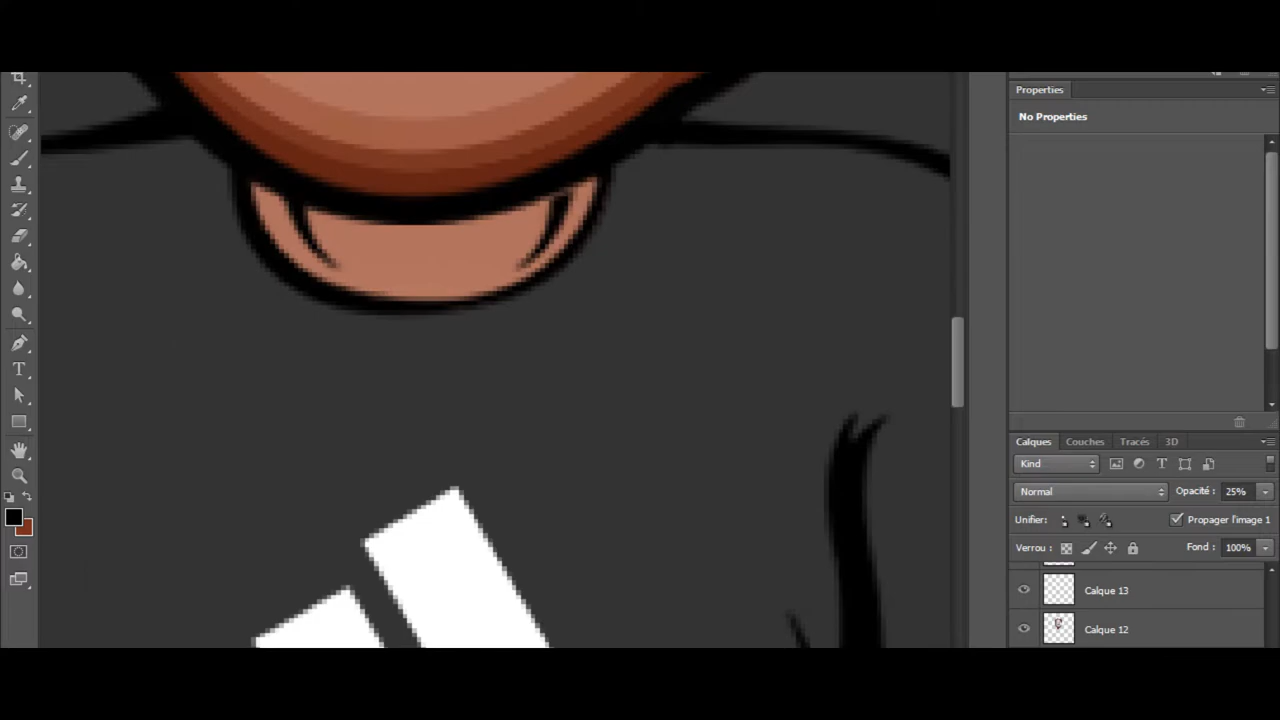 Properties
No Properties
Calques Couches Tracés 3D
Kind
Normal Opacité : 25%
Unifier : Propager l'image 1
Verrou : Fond : 100%
Calque 13
Calque 12